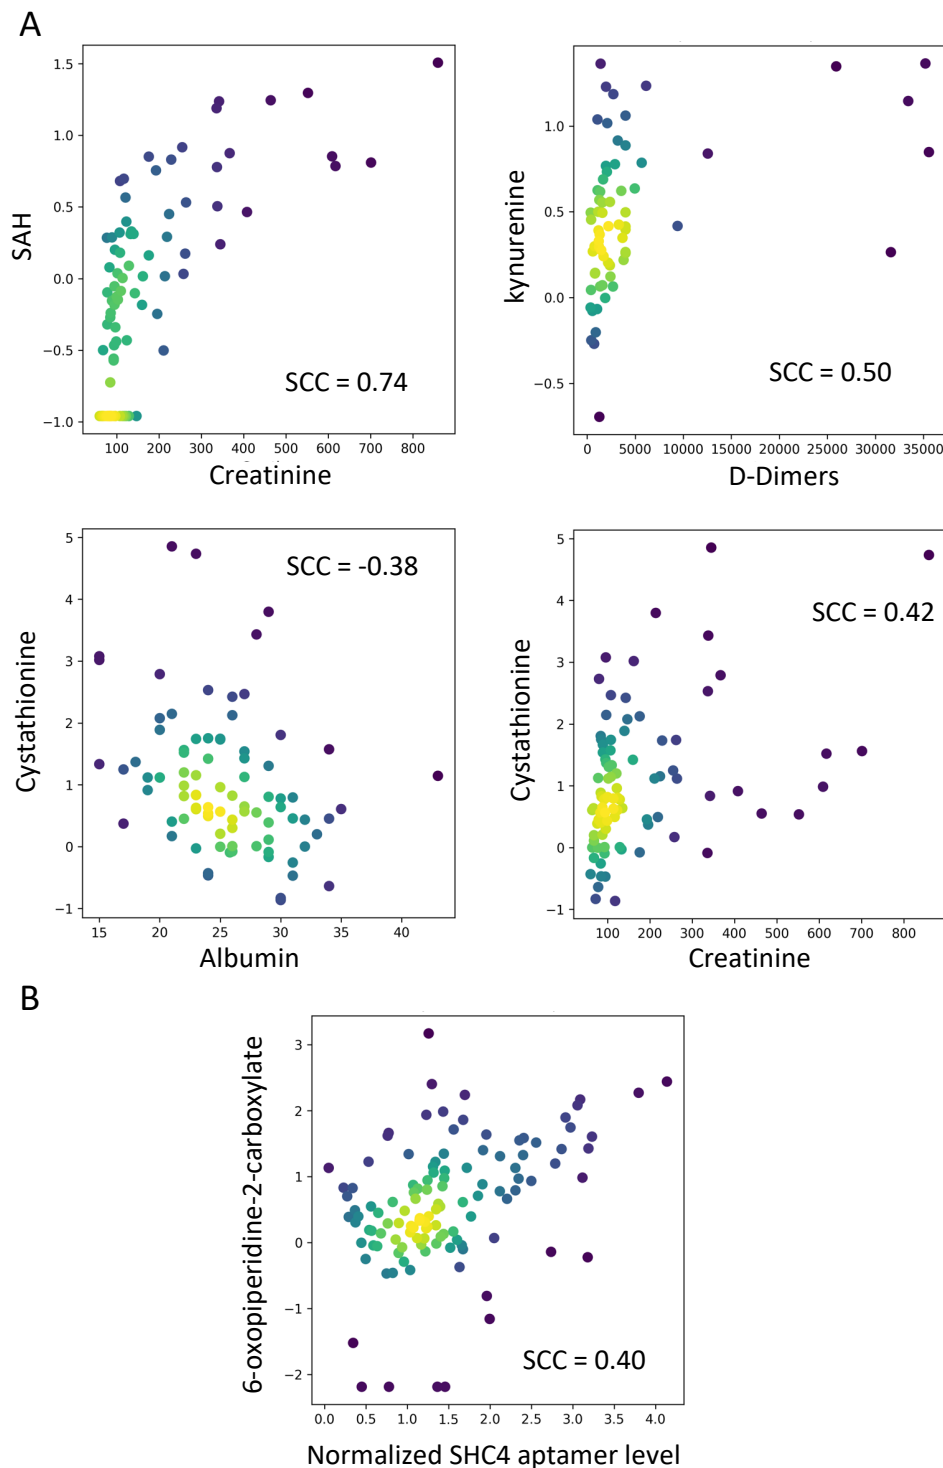 A
SAH
1.5
1.0
0.5
0.0
−0.5
−1.0
SCC = 0.74
100 200 300 400 500 600 700 800
Creatinine
kynurenine
1.0
0.5
0.0
−0.5
SCC = 0.50
0 5000 10000 15000 20000 25000 30000 35000
D-Dimers
Cystathionine
5
4
3
2
1
0
−1
SCC = -0.38
15 20 25 30 35 40
Albumin
Cystathionine
5
4
3
2
1
0
−1
SCC = 0.42
100 200 300 400 500 600 700 800
Creatinine
B
6-oxopiperidine-2-carboxylate
3
2
1
0
−1
−2
SCC = 0.40
0.0 0.5 1.0 1.5 2.0 2.5 3.0 3.5 4.0
Normalized SHC4 aptamer level